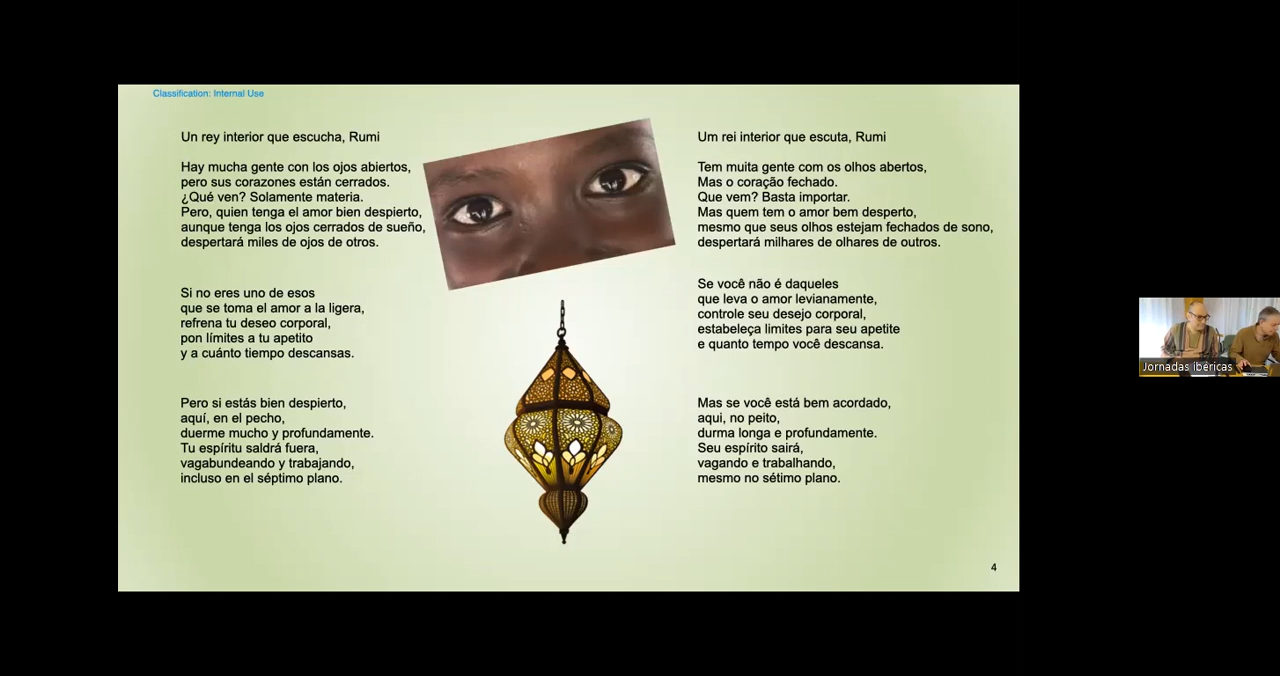 Classification: Internal Use
Un rey interior que escucha, Rumi
Hay mucha gente con los ojos abiertos,
pero sus corazones están cerrados.
¿Qué ven? Solamente materia.
Pero, quien tenga el amor bien despierto,
aunque tenga los ojos cerrados de sueño,
despertará miles de ojos de otros.
Si no eres uno de esos
que se toma el amor a la ligera,
refrena tu deseo corporal,
pon límites a tu apetito
y a cuánto tiempo descansas.
Pero si estás bien despierto,
aquí, en el pecho,
duerme mucho y profundamente.
Tu espíritu saldrá fuera,
vagabundeando y trabajando,
incluso en el séptimo plano.
Um rei interior que escuta, Rumi
Tem muita gente com os olhos abertos,
Mas o coração fechado.
Que vem? Basta importar.
Mas quem tem o amor bem desperto,
mesmo que seus olhos estejam fechados de sono,
despertará milhares de olhares de outros.
Se você não é daqueles
que leva o amor levianamente,
controle seu desejo corporal,
estabeleça limites para seu apetite
e quanto tempo você descansa.
Mas se você está bem acordado,
aqui, no peito,
durma longa e profundamente.
Seu espírito sairá,
vagando e trabalhando,
mesmo no sétimo plano.
4
Jornadas ibéricas